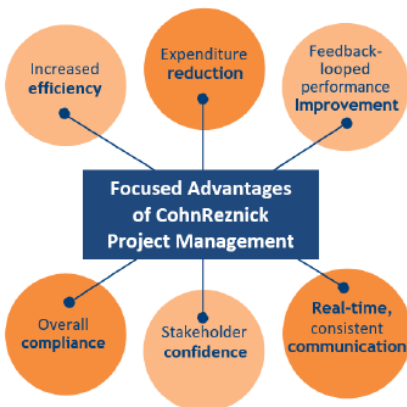 Increased
efficiency
Expenditure
reduction
Feedback-
looped
performance
Improvement
Focused Advantages
of CohnReznick
Project Management
Overall
compliance
Stakeholder
confidence
Real-time,
consistent
communication